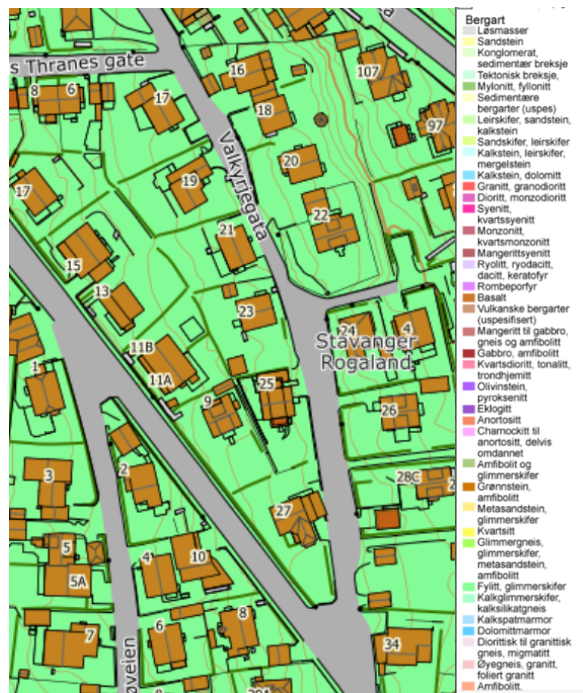 s Thranes gate
8
6
17
16
18
107
97
Valkyrjegata
20
19
17
22
21
15
13
23
Stavanger
Rogaland
24
4
11B
11A
1
25
9
26
2
3
28C
27
5
5A
4
10
7
6
8
34
øveien
Bergart
Løsmasser
Sandstein
Konglomerat,
sedimentær breksje
Tektonisk breksje,
Mylonitt, fyllonitt
Sedimentære
bergarter (uspes)
Leirskifer, sandstein,
kalkstein
Sandskifer, leirskifer
Kalkstein, leirskifer,
mergelstein
Kalkstein, dolomitt
Granitt, granodioritt
Dioritt, monzodioritt
Syenitt,
kvartssyenitt
Monzonitt,
kvartsmonzonitt
Mangerittsyenitt
Ryolitt, ryodacitt,
dacitt, keratofyr
Rombeporfyr
Basalt
Vulkanske bergarter
(uspesifisert)
Mangeritt til gabbro,
gneis og amfibolitt
Gabbro, amfibolitt
Kvartsdioritt, tonalitt,
trondhjemitt
Olivinstein,
pyroksenitt
Eklogitt
Anortositt
Charnockitt til
anortositt, delvis
omdannet
Amfibolit og
glimmerskifer
Grønnstein,
amfibolitt
Metasandstein,
glimmerskifer
Kvartsitt
Glimmergneis,
glimmerskifer,
metasandstein,
amfibolitt
Fylitt, glimmerskifer
Kalkglimmerskifer,
kalksilikatgneis
Kalkspatmarmor
Dolomittmarmor
Diorittisk til granittisk
gneis, migmatitt
Øyegneis, granitt,
foliert granitt
Amfibolitt,